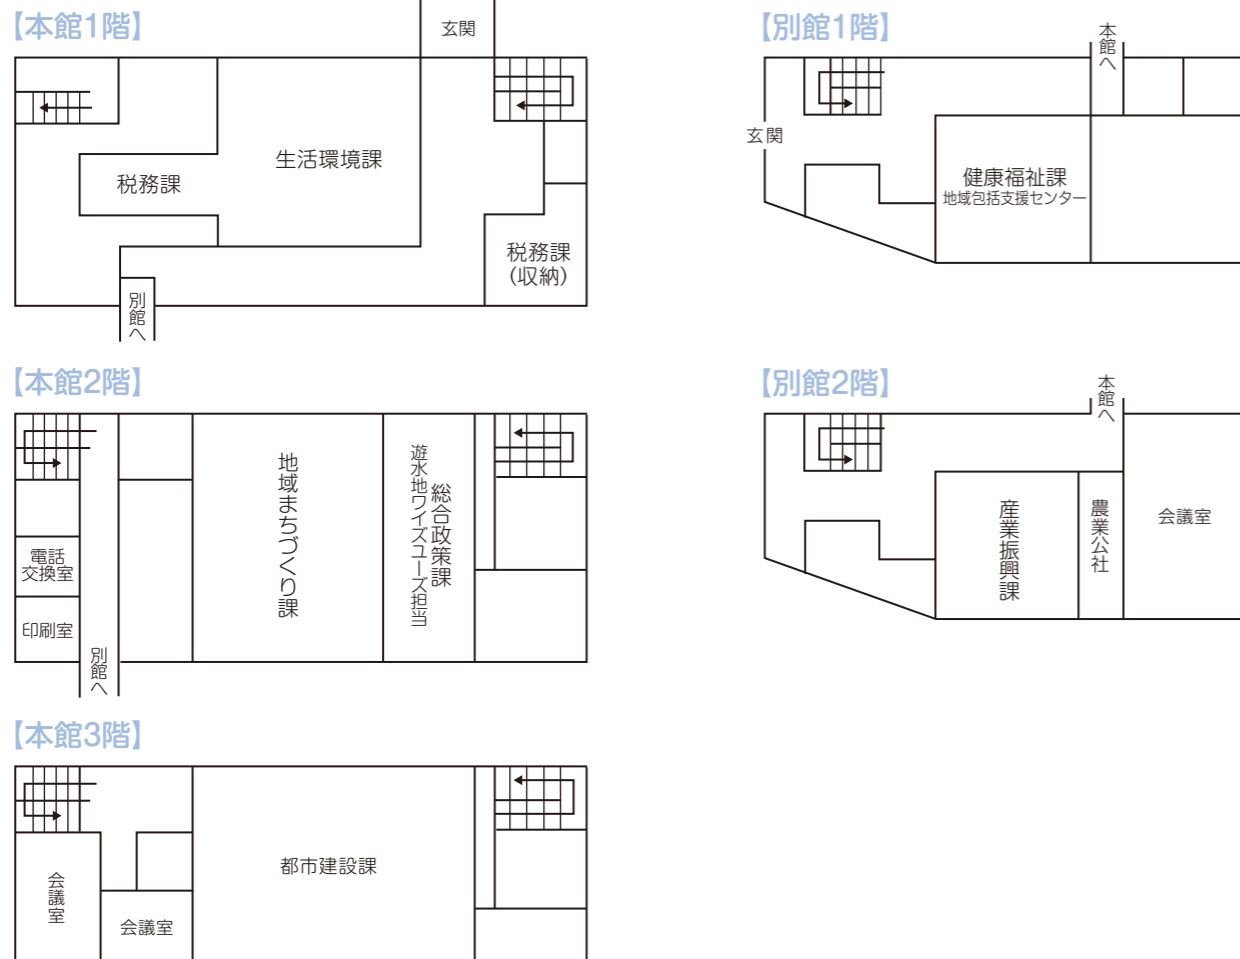 【本館1階】
玄関
生活環境課
税務課
税務課
(収納)
別館へ
【別館1階】
本館へ
玄関
健康福祉課
地域包括支援センター
【本館2階】
地域まちづくり課
総合政策課
遊水地ワイズユーズ担当
電話
交換室
印刷室
別館へ
【別館2階】
本館へ
産業振興課
農業公社
会議室
【本館3階】
都市建設課
会議室
会議室